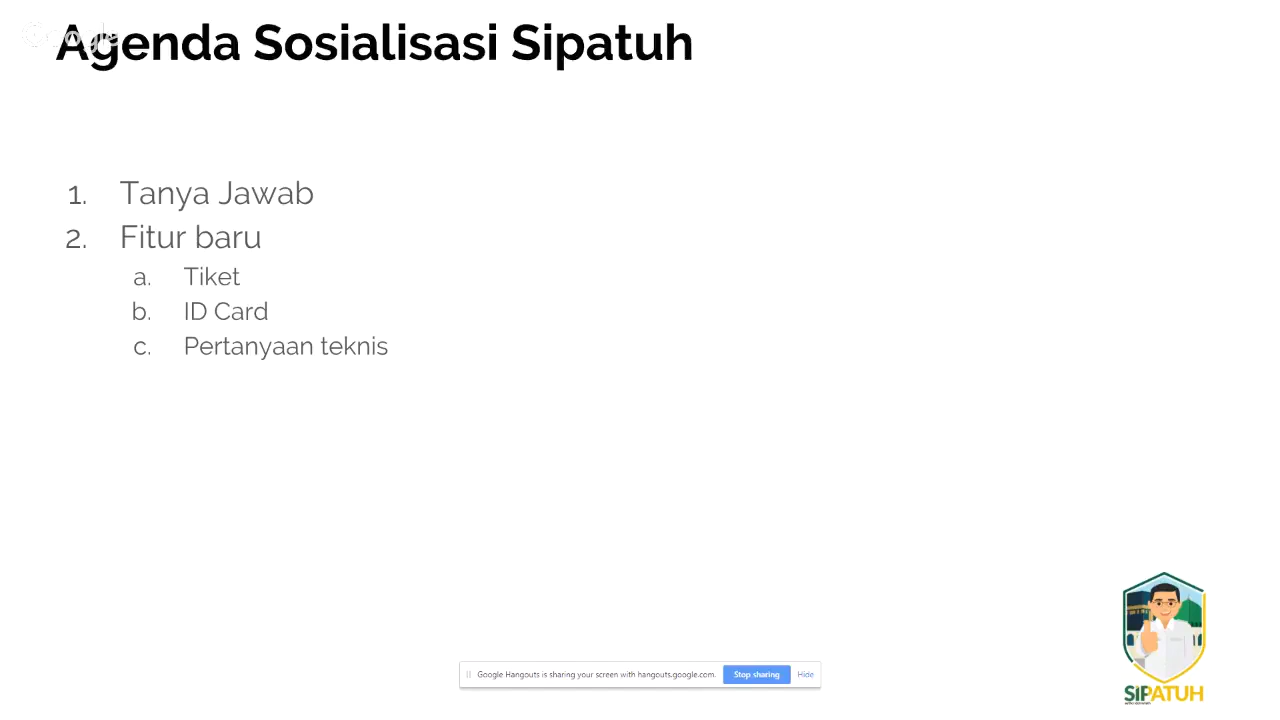 Agenda Sosialisasi Sipatuh
1. Tanya Jawab
2. Fitur baru
a. Tiket
b. ID Card
c. Pertanyaan teknis
Google Hangouts is sharing your screen with hangouts.google.com. Stop sharing Hide
SIPATUH